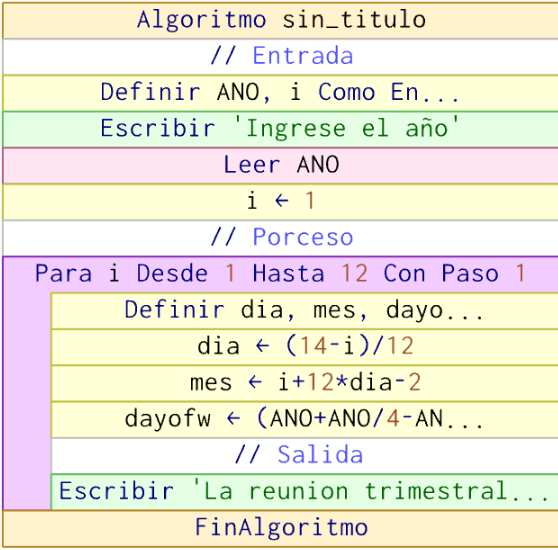 Algoritmo sin_titulo
// Entrada
Definir ANO, i Como En...
Escribir 'Ingrese el año'
Leer ANO
i ← 1
// Porceso
Para i Desde 1 Hasta 12 Con Paso 1
Definir dia, mes, dayo...
dia ← (14-i)/12
mes ← i+12*dia-2
dayofw ← (ANO+ANO/4-AN...
// Salida
Escribir 'La reunion trimestral...
FinAlgoritmo